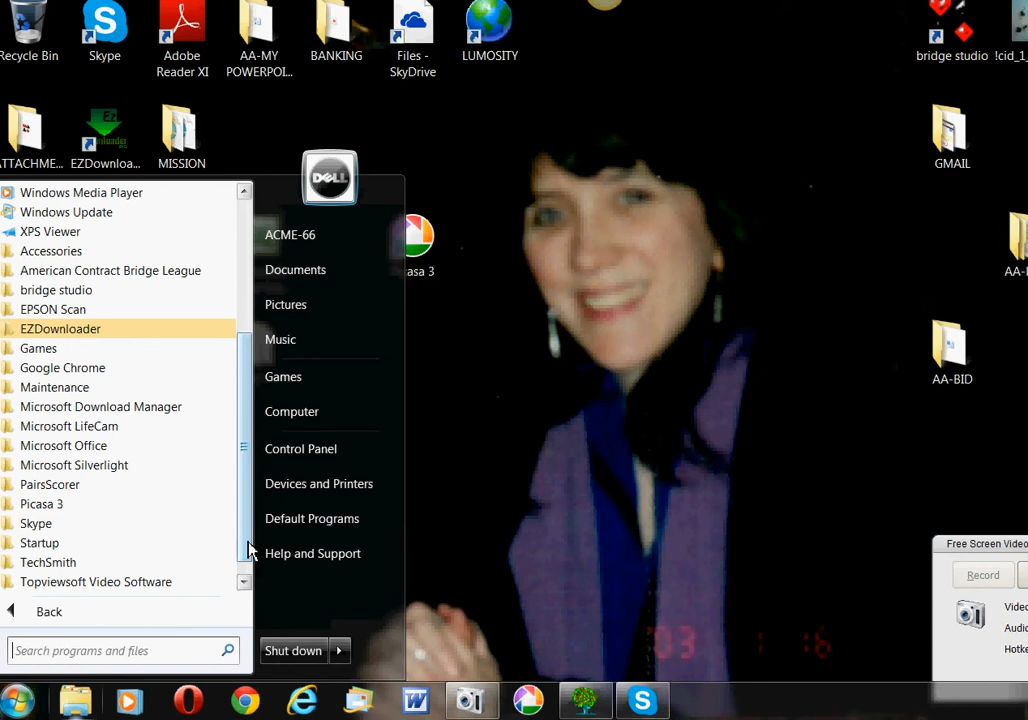 Recycle Bin
Skype
Adobe
Reader XI
AA-MY
POWERPOI...
BANKING
Files -
SkyDrive
LUMOSITY
bridge studio
!cid_1_
ATTACHME...
EZDownloa...
MISSION
GMAIL
DELL
Windows Media Player
Windows Update
XPS Viewer
Accessories
American Contract Bridge League
bridge studio
EPSON Scan
EZDownloader
Games
Google Chrome
Maintenance
Microsoft Download Manager
Microsoft LifeCam
Microsoft Office
Microsoft Silverlight
PairsScorer
Picasa 3
Skype
Startup
TechSmith
Topviewsoft Video Software
Back
Search programs and files
ACME-66
Documents
Pictures
Music
Games
Computer
Control Panel
Devices and Printers
Default Programs
Help and Support
Shut down
casa 3
AA-BID
Free Screen Video
Record
Video
Audio
Hotke
'03 1 16